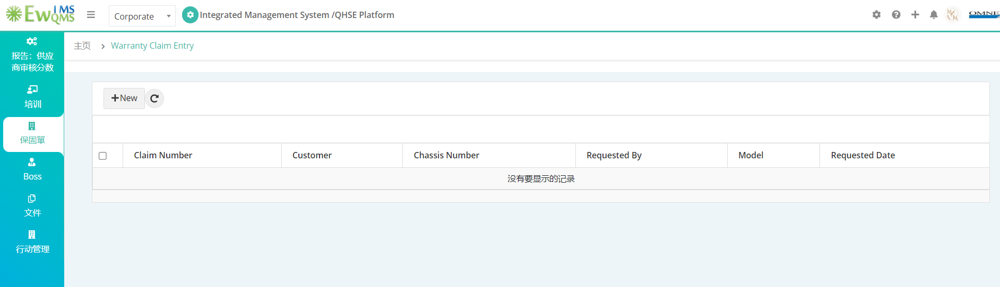 EwQMS IMS
Corporate
Integrated Management System /QHSE Platform
OMNE
报告：供应
商审核分数
培训
保固單
Boss
文件
行动管理
主页 > Warranty Claim Entry
+New
Claim Number Customer Chassis Number Requested By Model Requested Date
没有要显示的记录